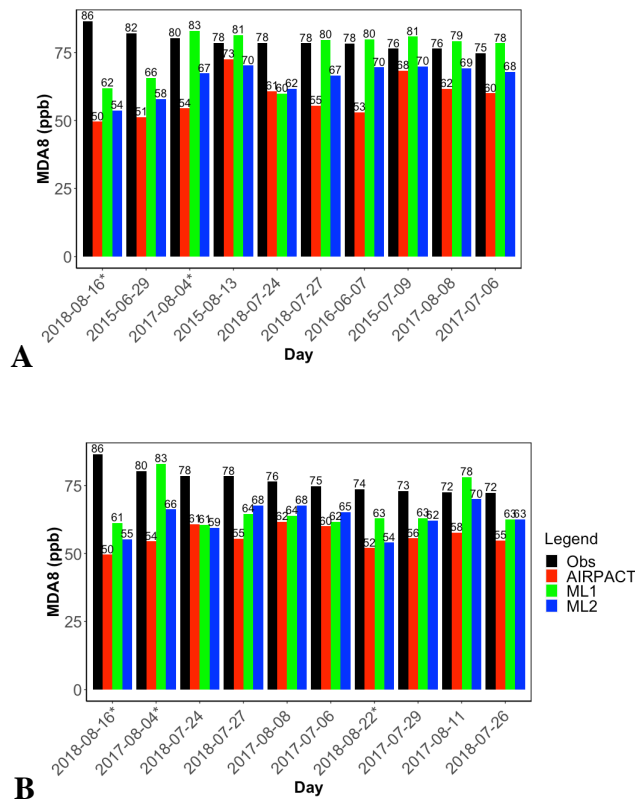 86 82 80 78 78 78 78 76 76 75
50 51 54 73 61 55 53 68 62 60
62 66 83 81 60 80 80 81 79 78
54 58 67 70 62 67 70 70 69 68
75
50
25
0
MDA8 (ppb)
2018-08-16* 2015-06-29 2017-08-04* 2015-08-13 2018-07-24 2018-07-27 2016-06-07 2015-07-09 2017-08-08 2017-07-06
Day
A
86 80 78 78 76 75 74 73 72 72
50 54 61 55 62 60 52 56 58 55
61 83 61 64 64 62 63 63 78 63
55 66 59 68 68 65 54 62 70 63
75
50
25
0
MDA8 (ppb)
2018-08-16* 2017-08-04* 2018-07-24 2018-07-27 2017-08-08 2017-07-06 2018-08-22* 2017-07-29 2017-08-11 2018-07-26
Day
B
Legend
Obs
AIRPACT
ML1
ML2